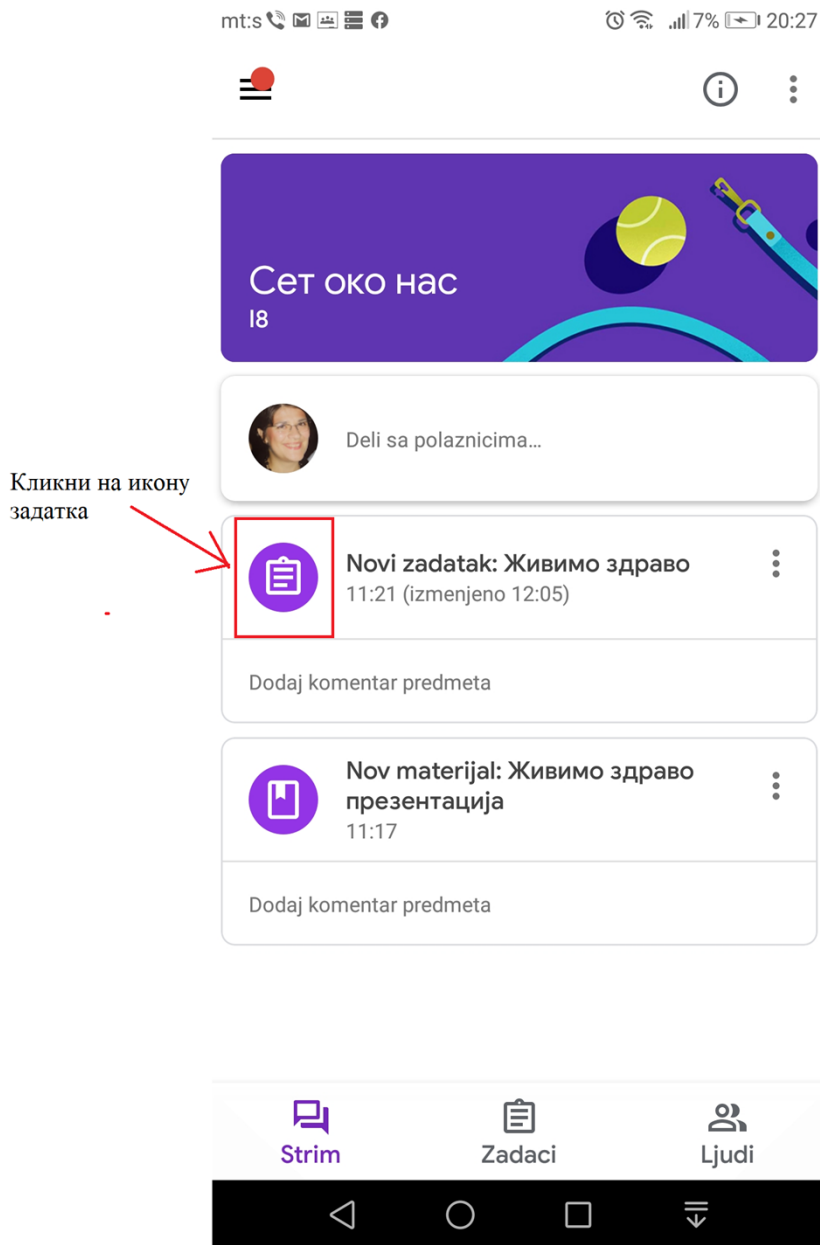 mt:s 7% 20:27
Сет око нас
I8
Deli sa polaznicima...
Кликни на икону
задатка
Novi zadatak: Живимо здраво
11:21 (izmenjeno 12:05)
Dodaj komentar predmeta
Nov materijal: Живимо здраво
презентација
11:17
Dodaj komentar predmeta
Strim Zadaci Ljudi